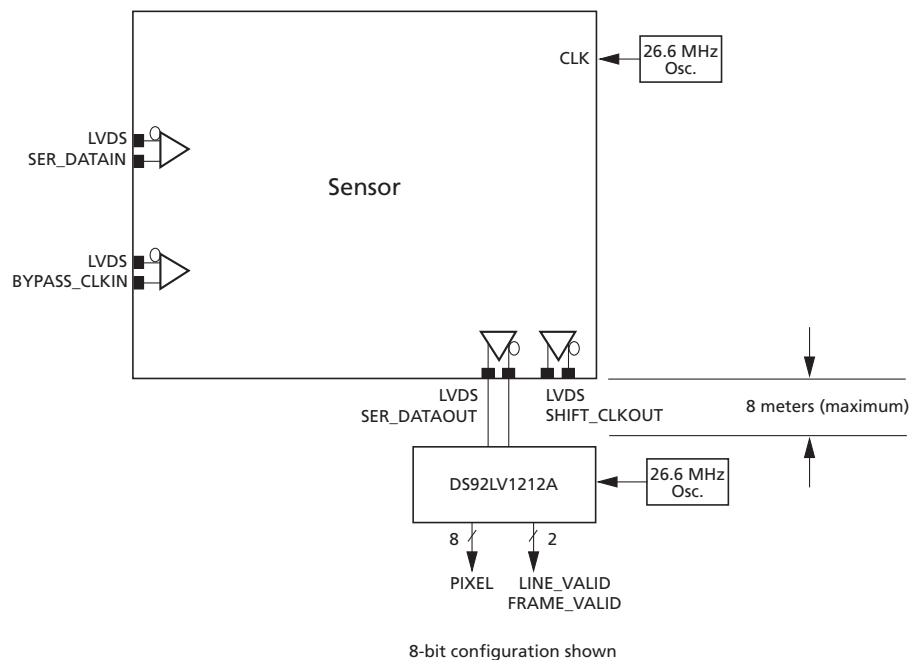 CLK
26.6 MHz
Osc.
LVDS
SER_DATAIN
Sensor
LVDS
BYPASS_CLKIN
LVDS
SER_DATAOUT
LVDS
SHIFT_CLKOUT
8 meters (maximum)
DS92LV1212A
26.6 MHz
Osc.
8
2
PIXEL
LINE_VALID
FRAME_VALID
8-bit configuration shown